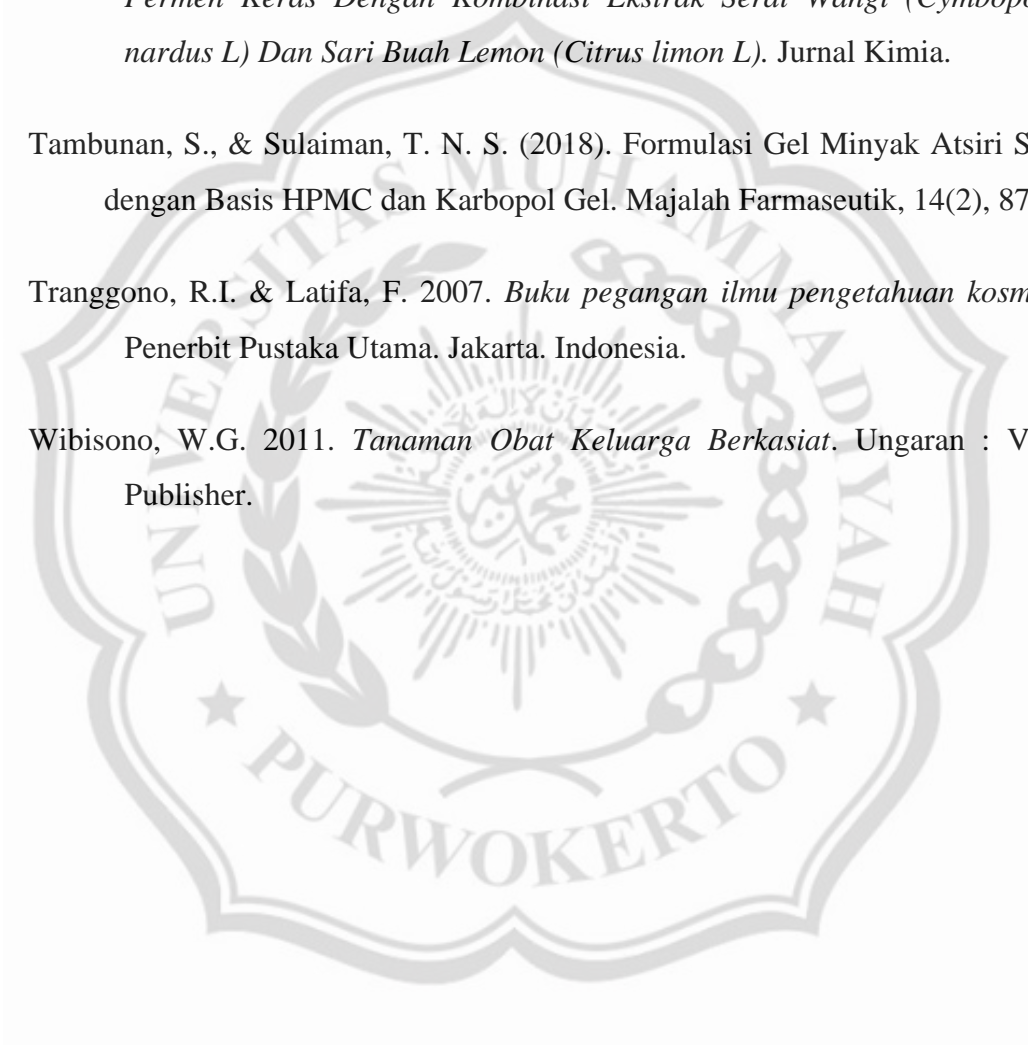 Permen Keras Dengan Kombinasi Ekstrak Serai Wangi (Cymbopo
nardus L) Dan Sari Buah Lemon (Citrus limon L). Jurnal Kimia.
Tambunan, S., & Sulaiman, T. N. S. (2018). Formulasi Gel Minyak Atsiri S
dengan Basis HPMC dan Karbopol Gel. Majalah Farmaseutik, 14(2), 87
Tranggono, R.I. & Latifa, F. 2007. Buku pegangan ilmu pengetahuan kosm
Penerbit Pustaka Utama. Jakarta. Indonesia.
Wibisono, W.G. 2011. Tanaman Obat Keluarga Berkasiat. Ungaran : V
Publisher.
UNIVERSITAS MUHAMMADIYAH
PURWOKERTO